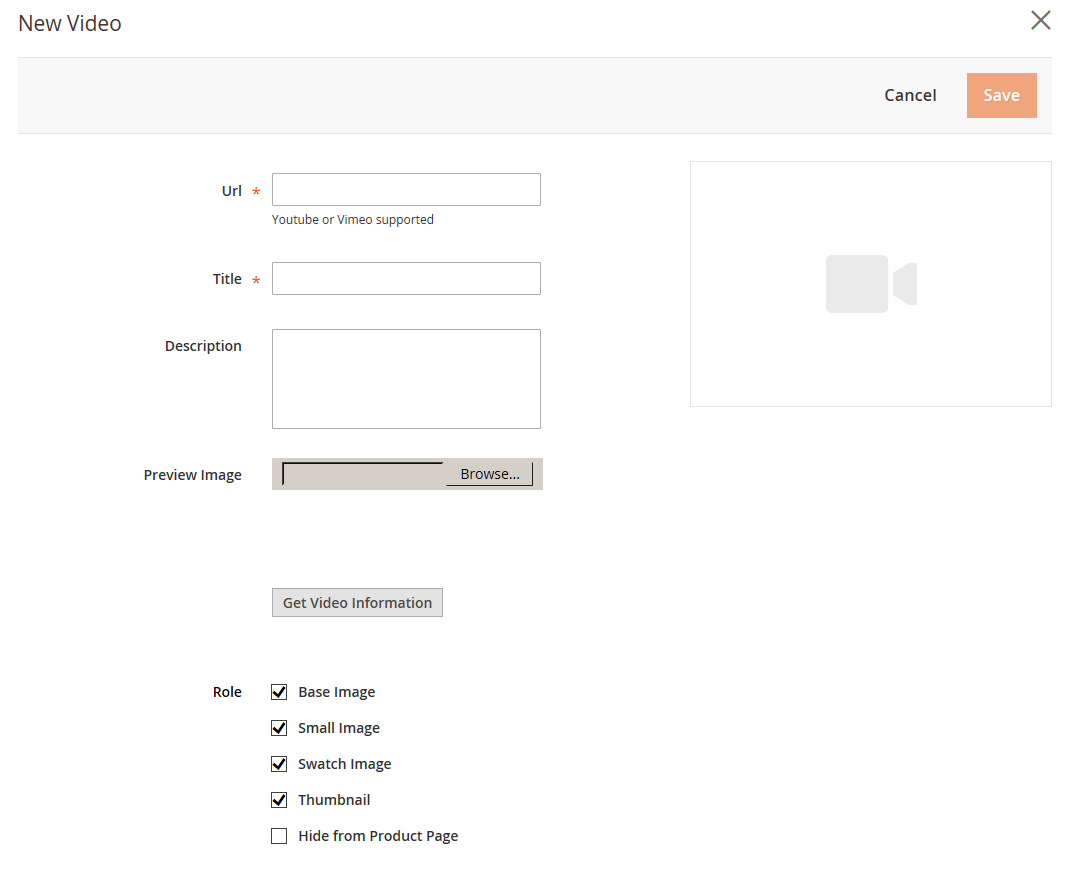 New Video
Cancel Save
Url *
Youtube or Vimeo supported
Title *
Description
Preview Image Browse...
Get Video Information
Role Base Image
Small Image
Swatch Image
Thumbnail
Hide from Product Page